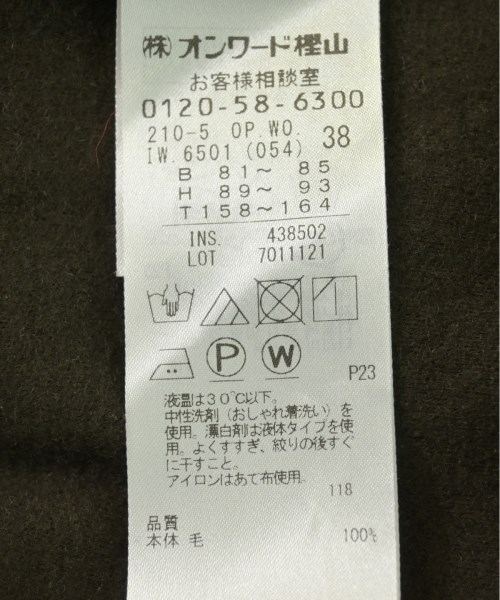 (株)オンワード樫山
お客様相談室
0120-58-6300
210-5 OP.WO. 38
IW.6501 (054)
B 81～ 85
H 89～ 93
T 158～164
INS. 438502
LOT 7011121
P W
P23
液温は30℃以下。
中性洗剤(おしゃれ着洗い)を
使用。漂白剤は液体タイプを使
用。よくすすぎ、絞りの後すぐ
に干すこと。
アイロンはあて布使用。
118
品質
本体 毛 100%